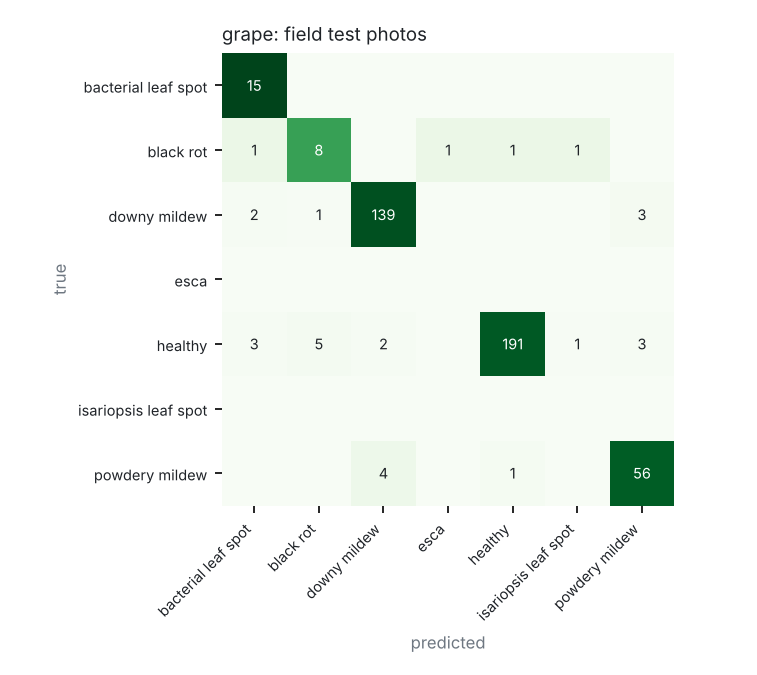 grape: field test photos
bacterial leaf spot 15
black rot 1 8 1 1 1
downy mildew 2 1 139 3
true
esca
healthy 3 5 2 191 1 3
isariopsis leaf spot
powdery mildew 4 1 56
bacterial leaf spot black rot downy mildew esca healthy isariopsis leaf spot powdery mildew
predicted